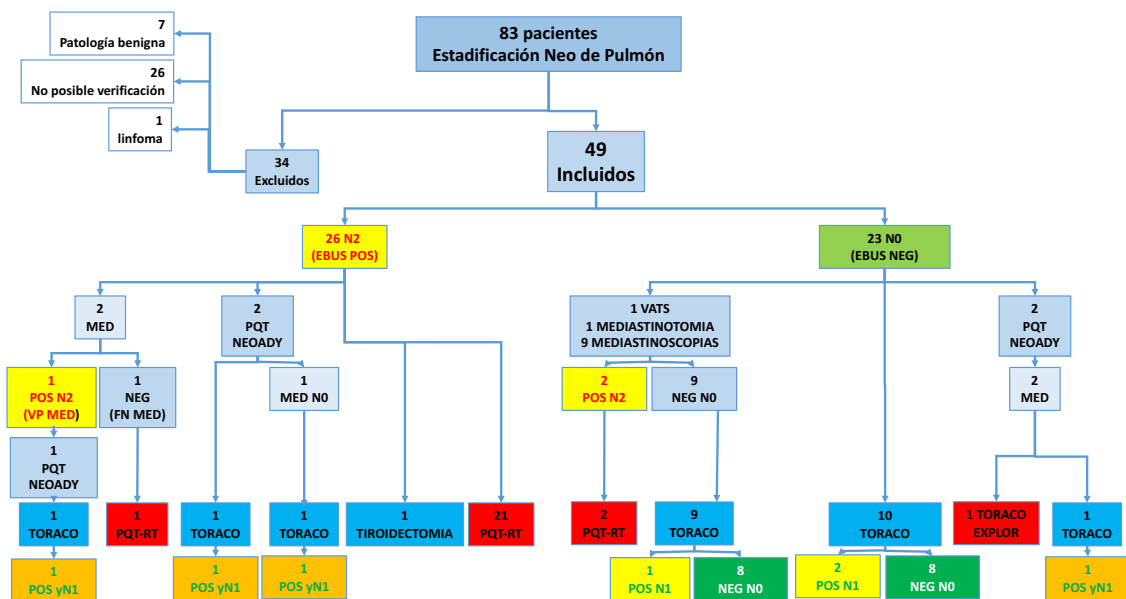 83 pacientes
Estadificación Neo de Pulmón
7
Patología benigna
26
No posible verificación
1
linfoma
34
Excluidos
49
Incluidos
26 N2
(EBUS POS)
23 N0
(EBUS NEG)
2
MED
2
PQT
NEOADY
1 VATS
1 MEDIASTINOTOMIA
9 MEDIASTINOSCOPIAS
2
PQT
NEOADY
1
POS N2
(VP MED)
1
NEG
(FN MED)
1
MED N0
2
POS N2
9
NEG N0
2
MED
1
PQT
NEOADY
1
TORACO
1
PQT-RT
1
TORACO
1
TORACO
1
TIROIDECTOMIA
21
PQT-RT
2
PQT-RT
9
TORACO
10
TORACO
1 TORACO
EXPLOR
1
TORACO
1
POS yN1
1
POS yN1
1
POS yN1
1
POS N1
8
NEG N0
2
POS N1
8
NEG N0
1
POS yN1